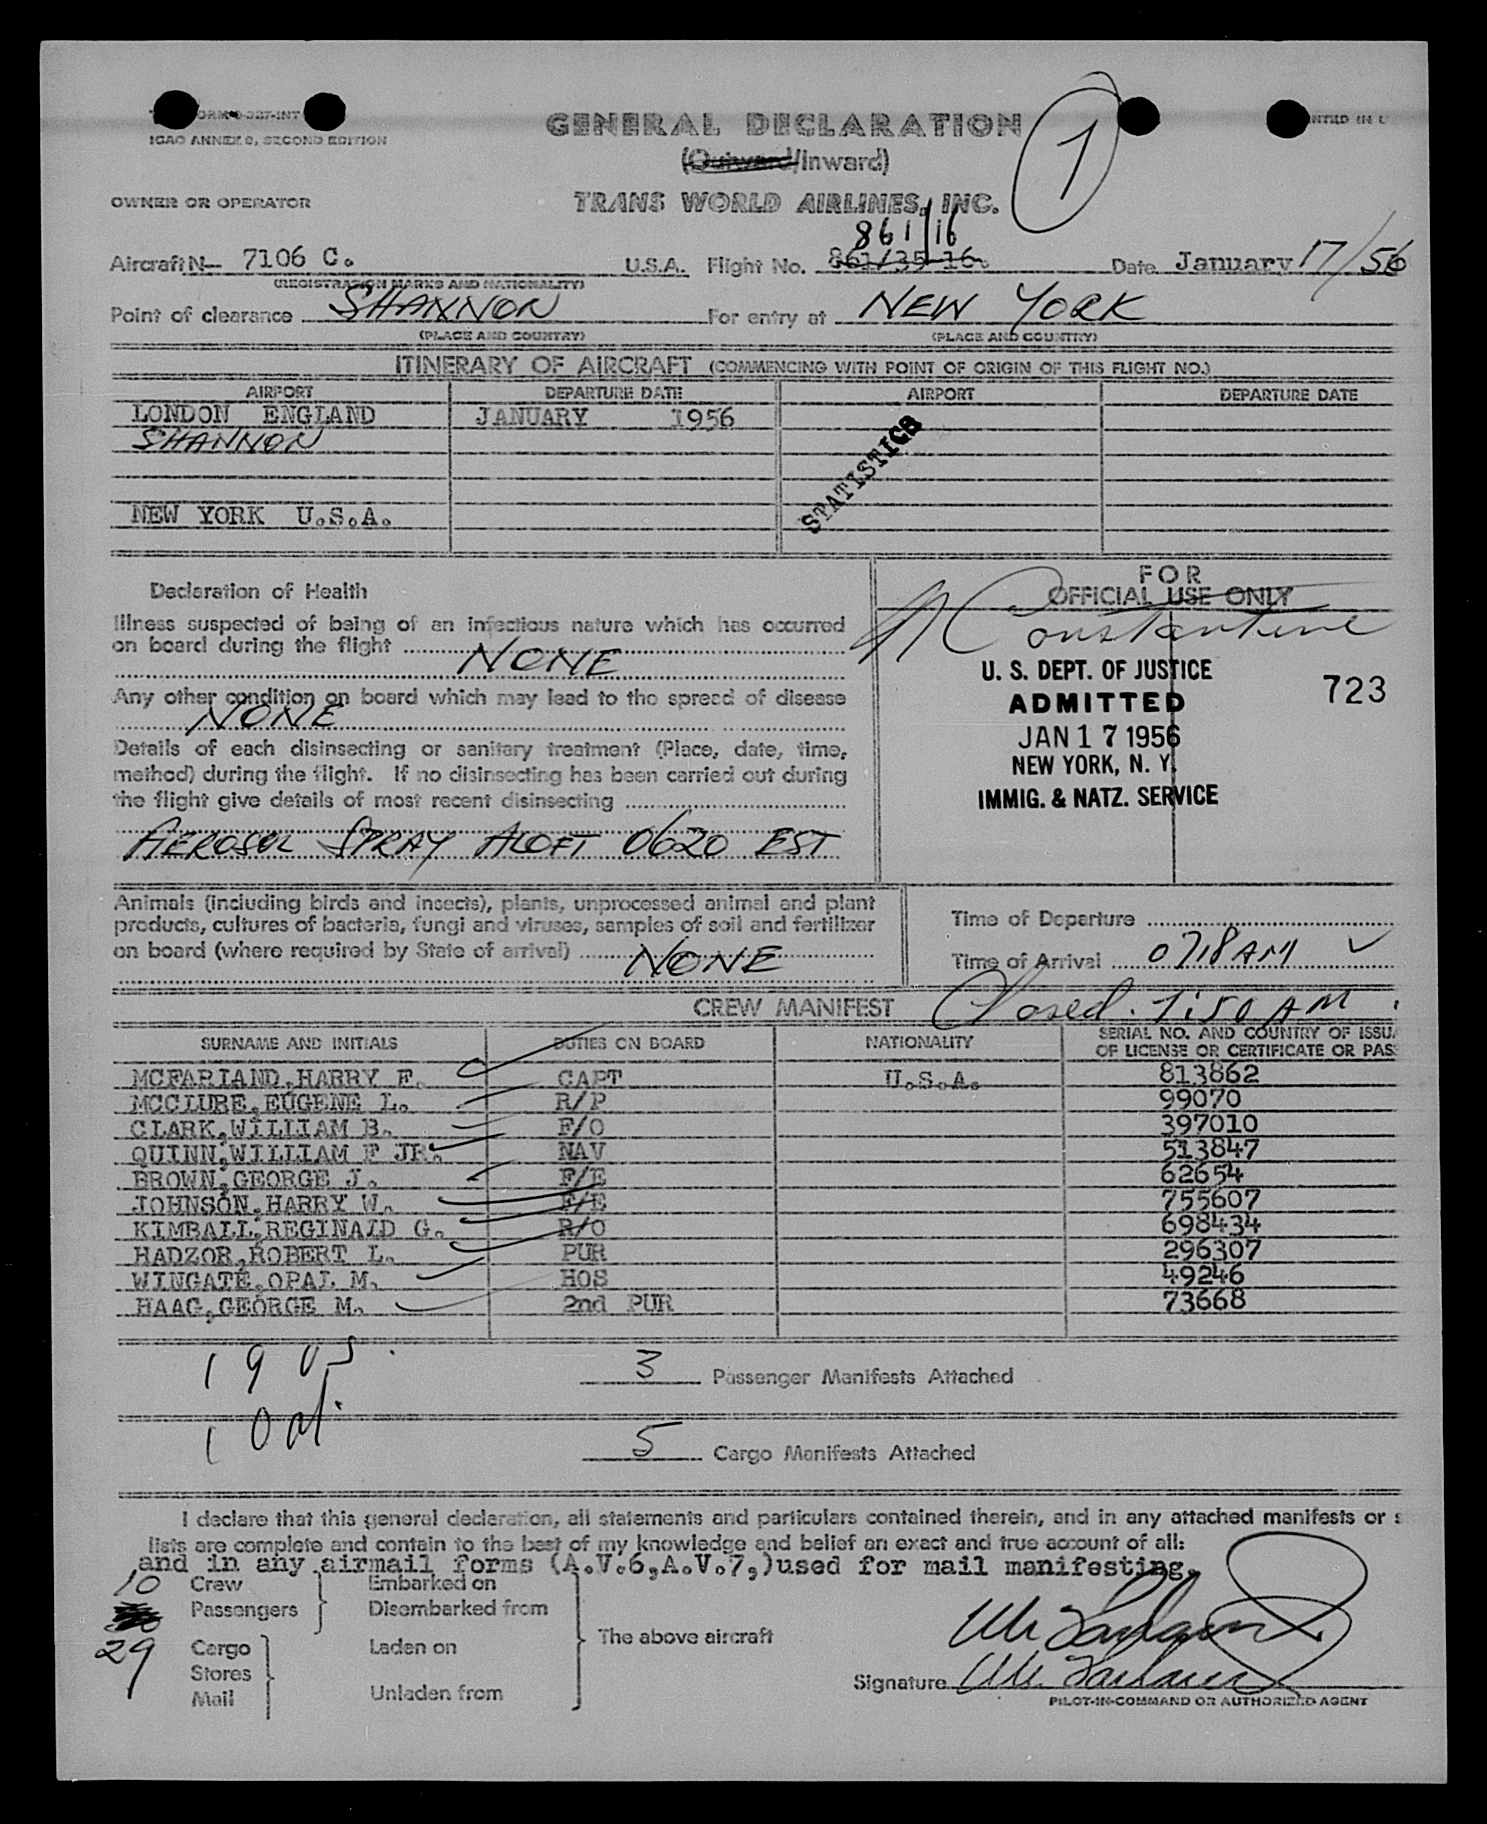 ORM 0-327-INT
ICAO ANNEX 9, SECOND EDITION
GENERAL DECLARATION
(Outward/Inward)
1
OWNER OR OPERATOR
TRANS WORLD AIRLINES, INC.
861/16
Aircraft N- 7106 C. U.S.A. Flight No. 861/35-16. Date January 17/56
(REGISTRATION MARKS AND NATIONALITY)
Point of clearance SHANNON For entry at NEW YORK
(PLACE AND COUNTRY) (PLACE AND COUNTRY)
ITINERARY OF AIRCRAFT (COMMENCING WITH POINT OF ORIGIN OF THIS FLIGHT NO.)
AIRPORT DEPARTURE DATE AIRPORT DEPARTURE DATE
LONDON ENGLAND JANUARY 1956
SHANNON
STATISTICS
NEW YORK U.S.A.
Declaration of Health
Illness suspected of being of an infectious nature which has occurred
on board during the flight
NONE
Any other condition on board which may lead to the spread of disease
NONE
Details of each disinsecting or sanitary treatment (Place, date, time,
method) during the flight. If no disinsecting has been carried out during
the flight give details of most recent disinsecting
AEROSOL SPRAY ALOFT 0620 EST
FOR
OFFICIAL USE ONLY
Constantine
U. S. DEPT. OF JUSTICE
ADMITTED 723
JAN 17 1956
NEW YORK, N. Y.
IMMIG. & NATZ. SERVICE
Animals (including birds and insects), plants, unprocessed animal and plant
products, cultures of bacteria, fungi and viruses, samples of soil and fertilizer
on board (where required by State of arrival) NONE
Time of Departure
Time of Arrival 0718 AM
CREW MANIFEST Closed. 7:50 AM
SURNAME AND INITIALS DUTIES ON BOARD NATIONALITY SERIAL NO. AND COUNTRY OF ISSU
OF LICENSE OR CERTIFICATE OR PAS
MCFARLAND,HARRY F. CAPT U.S.A. 813862
MCCLURE,EUGENE L. R/P 99070
CLARK,WILLIAM B. F/O 397010
QUINN,WILLIAM F JR. NAV 513847
BROWN,GEORGE J. F/E 62654
JOHNSON,HARRY W. F/E 755607
KIMBALL,REGINALD G. R/O 698434
HADZOR,ROBERT L. PUR 296307
WINGATE,OPAL M. HOS 49246
HAAG,GEORGE M. 2nd PUR 73668
3 Passenger Manifests Attached
5 Cargo Manifests Attached
I declare that this general declaration, all statements and particulars contained therein, and in any attached manifests or s
lists are complete and contain to the best of my knowledge and belief an exact and true account of all:
and in any airmail forms (A.V.6,A.V.7,)used for mail manifesting.
10 Crew Embarked on
Passengers Disembarked from
29 Cargo Laden on
The above aircraft
Stores
Mail Unladen from
Signature
PILOT-IN-COMMAND OR AUTHORIZED AGENT